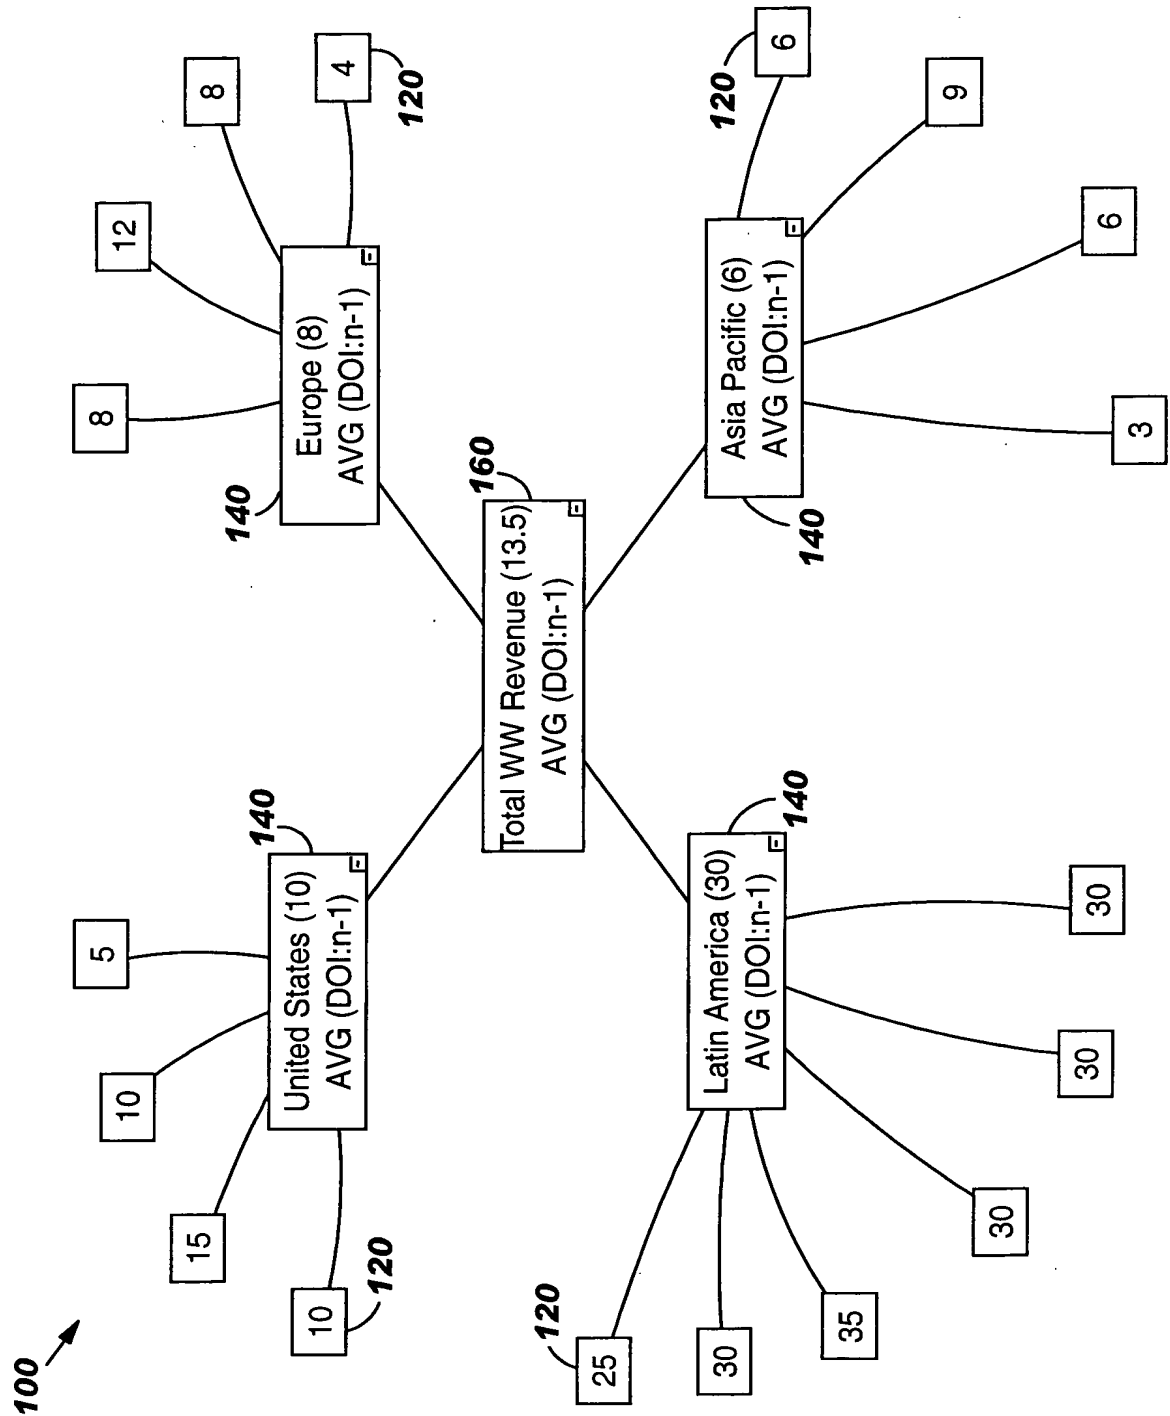 100
5
10
15
10
120
140
United States (10)
AVG (DOI:n-1)
8
12
8
4
120
140
Europe (8)
AVG (DOI:n-1)
160
Total WW Revenue (13.5)
AVG (DOI:n-1)
120
25
30
35
30
30
30
140
Latin America (30)
AVG (DOI:n-1)
120
6
9
6
3
140
Asia Pacific (6)
AVG (DOI:n-1)